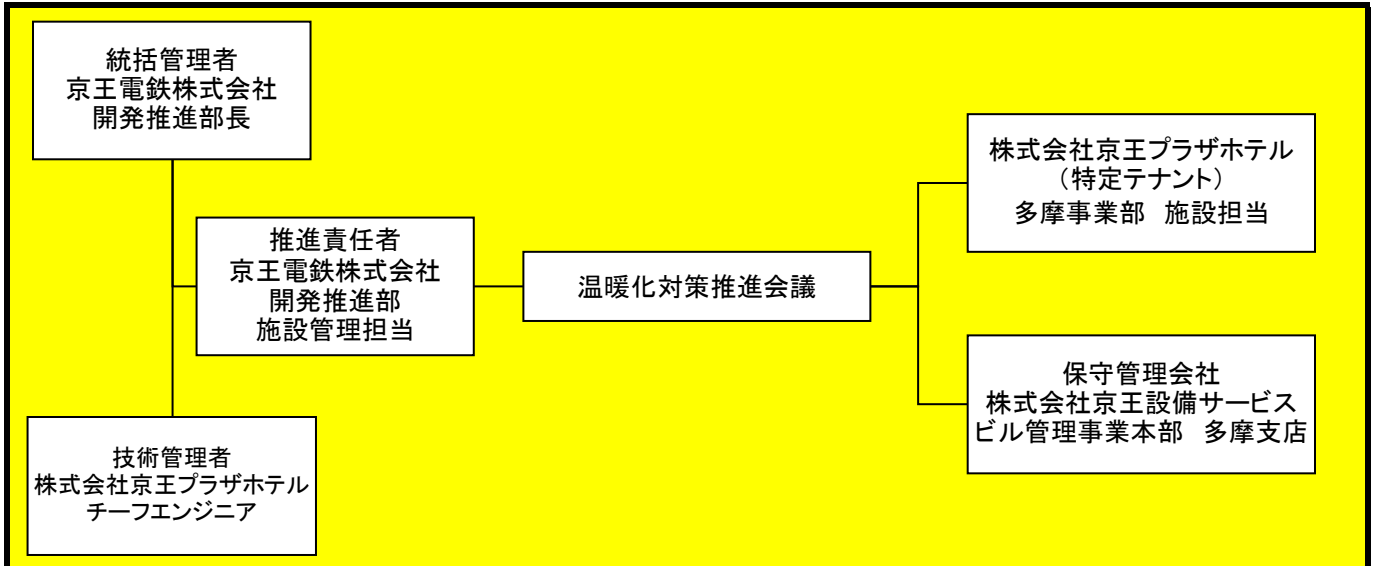 統括管理者
京王電鉄株式会社
開発推進部長
推進責任者
京王電鉄株式会社
開発推進部
施設管理担当
技術管理者
株式会社京王プラザホテル
チーフエンジニア
温暖化対策推進会議
株式会社京王プラザホテル
（特定テナント）
多摩事業部　施設担当
保守管理会社
株式会社京王設備サービス
ビル管理事業本部　多摩支店